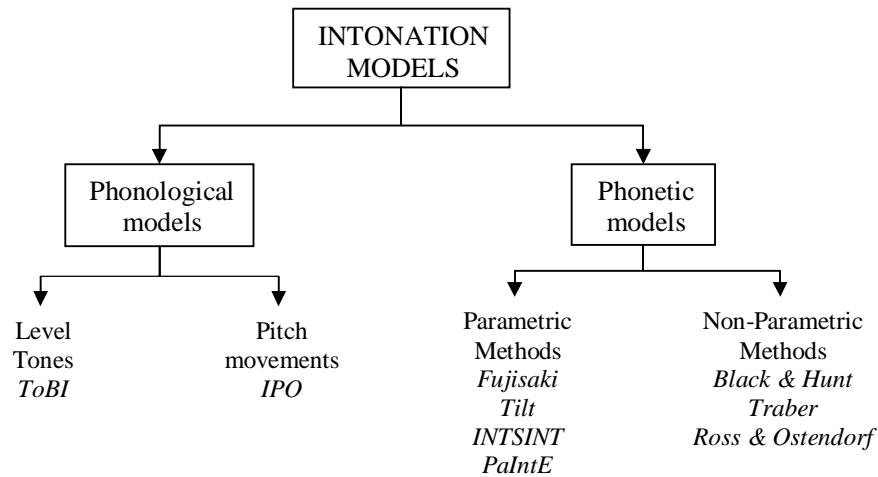 INTONATION
MODELS
Phonological
models
Phonetic
models
Level
Tones
ToBI
Pitch
movements
IPO
Parametric
Methods
Fujisaki
Tilt
INTSINT
PaIntE
Non-Parametric
Methods
Black & Hunt
Traber
Ross & Ostendorf